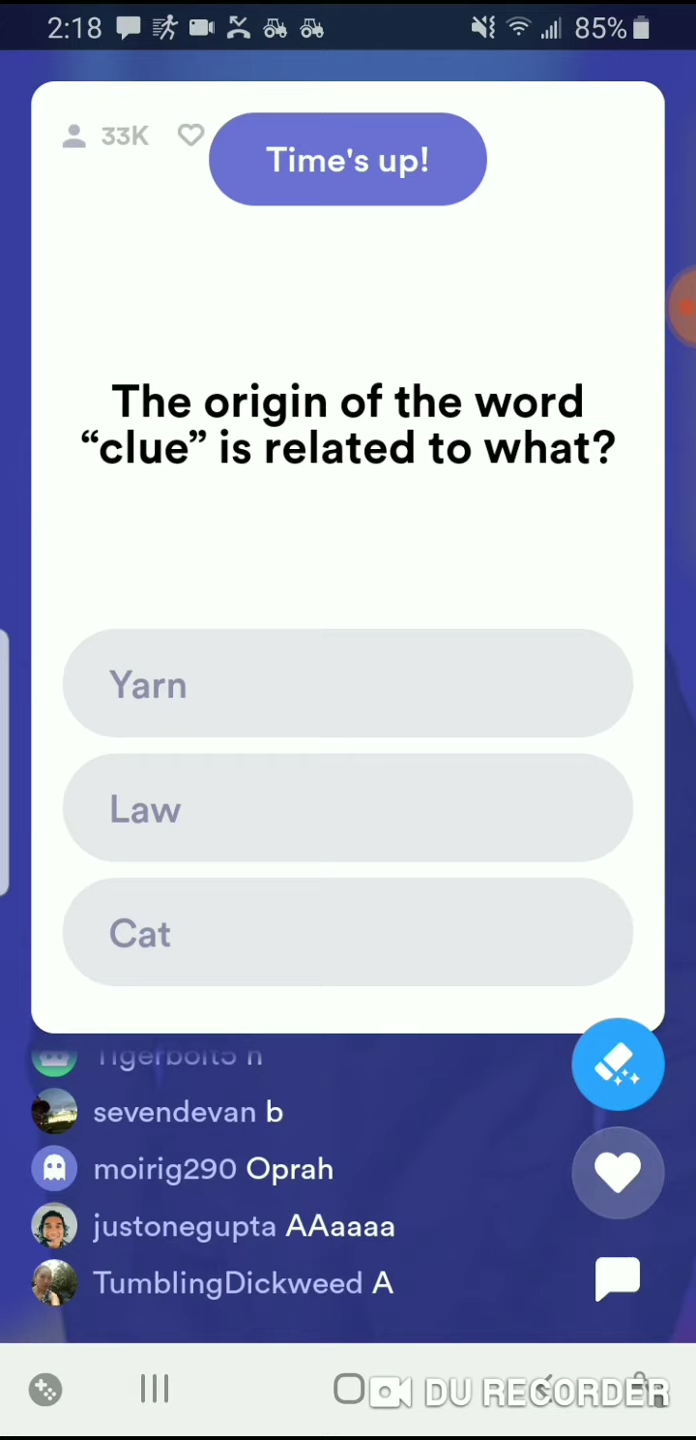 2:18
85%
33K
Time's up!
The origin of the word
“clue” is related to what?
Yarn
Law
Cat
Tigerbolt5 h
sevendevan b
moirig290 Oprah
justonegupta AAaaaa
TumblingDickweed A
DU RECORDER